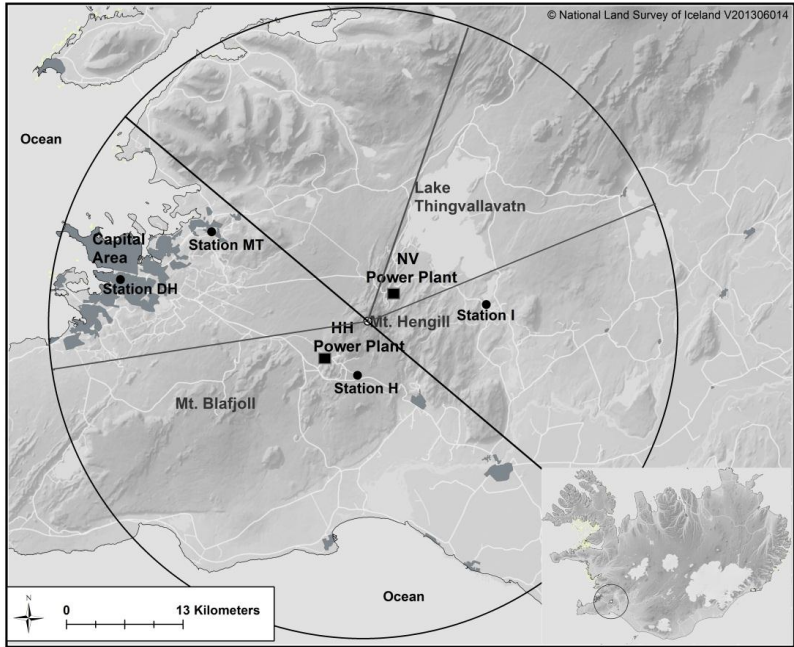 © National Land Survey of Iceland V201306014
Ocean
Lake
Thingvallavatn
Capital
Area
Station MT
Station DH
NV
Power Plant
Station I
Mt. Hengill
HH
Power Plant
Station H
Mt. Blafjoll
Ocean
N
0
13 Kilometers